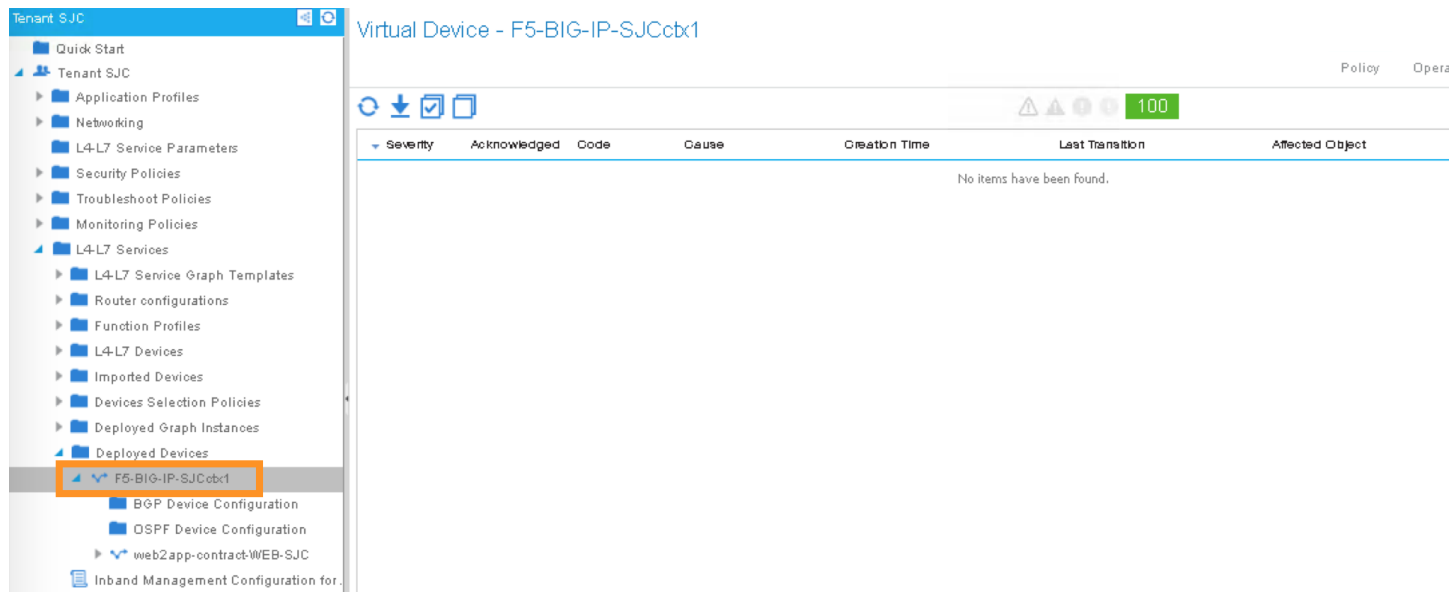 Tenant SJC
Quick Start
Tenant SJC
Application Profiles
Networking
L4-L7 Service Parameters
Security Policies
Troubleshoot Policies
Monitoring Policies
L4-L7 Services
L4-L7 Service Graph Templates
Router configurations
Function Profiles
L4-L7 Devices
Imported Devices
Devices Selection Policies
Deployed Graph Instances
Deployed Devices
F5-BIG-IP-SJCctx1
BGP Device Configuration
OSPF Device Configuration
web2app-contract-WEB-SJC
Inband Management Configuration for.
Virtual Device - F5-BIG-IP-SJCctx1
Policy Opera
100
Severity Acknowledged Code Cause Creation Time Last Transition Affected Object
No items have been found.